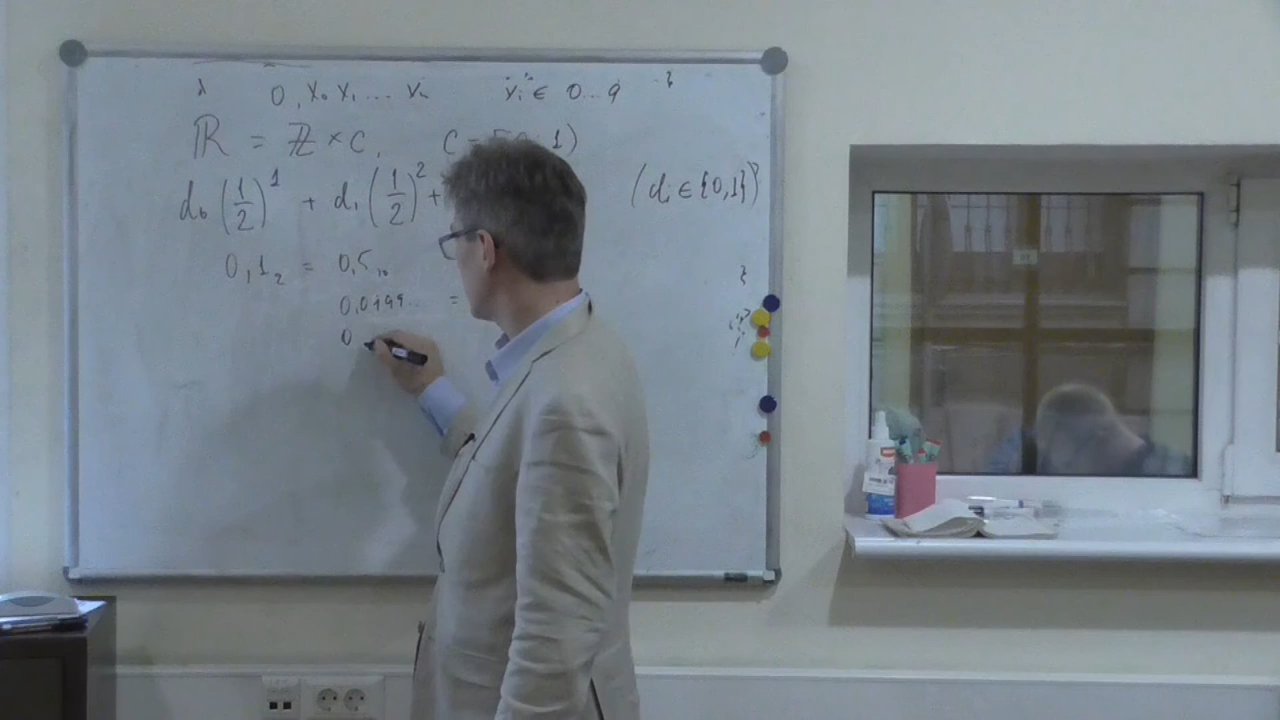 0, x₀ x₁ ... xₙ xᵢ ∈ 0...9 }
ℝ = ℤ × C, C = [0; 1)
d₀ (1/2)¹ + d₁ (1/2)² + (dᵢ ∈ {0,1})
0,1₂ = 0,5₁₀
0,0999... =
0